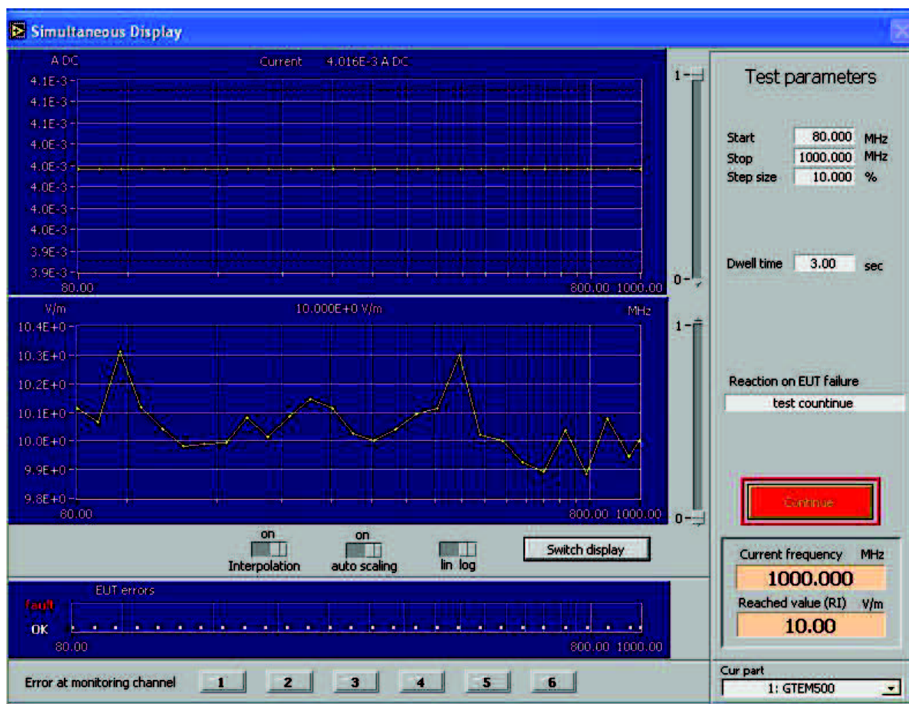 Simultaneous Display
A DC
Current 4.016E-3 A DC
4.1E-3
4.1E-3
4.1E-3
4.0E-3
4.0E-3
4.0E-3
4.0E-3
4.0E-3
3.9E-3
3.9E-3
80.00 800.00 1000.00
1
0
V/m 10.000E+0 V/m MHz
10.4E+0
10.3E+0
10.2E+0
10.1E+0
10.0E+0
9.9E+0
9.8E+0
80.00 800.00 1000.00
1
0
on on
Interpolation auto scaling lin log
Switch display
EUT errors
fault
OK
80.00 800.00 1000.00
Error at monitoring channel 1 2 3 4 5 6
Test parameters
Start 80.000 MHz
Stop 1000.000 MHz
Step size 10.000 %
Dwell time 3.00 sec
Reaction on EUT failure
test countinue
Continue
Current frequency MHz
1000.000
Reached value (RI) V/m
10.00
Cur part
1: GTEM500